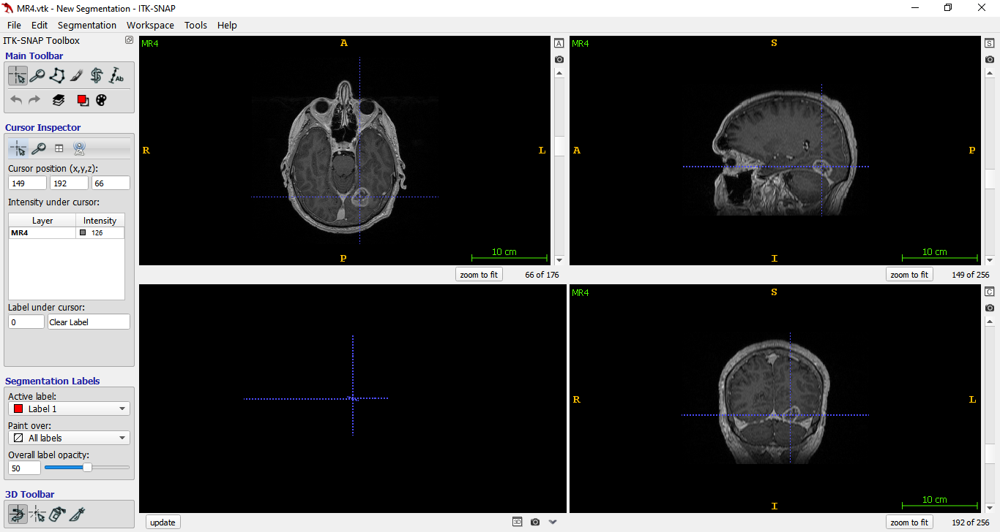 MR4.vtk - New Segmentation - ITK-SNAP
File Edit Segmentation Workspace Tools Help
ITK-SNAP Toolbox
Main Toolbar
Ab
Cursor Inspector
Cursor position (x,y,z):
149 192 66
Intensity under cursor:
Layer Intensity
MR4 126
Label under cursor:
0 Clear Label
Segmentation Labels
Active label:
Label 1
Paint over:
All labels
Overall label opacity:
50
3D Toolbar
MR4
A
R
L
P
10 cm
A
zoom to fit 66 of 176
MR4
S
A
P
I
10 cm
S
zoom to fit 149 of 256
update
3D
MR4
S
R
L
I
10 cm
C
zoom to fit 192 of 256